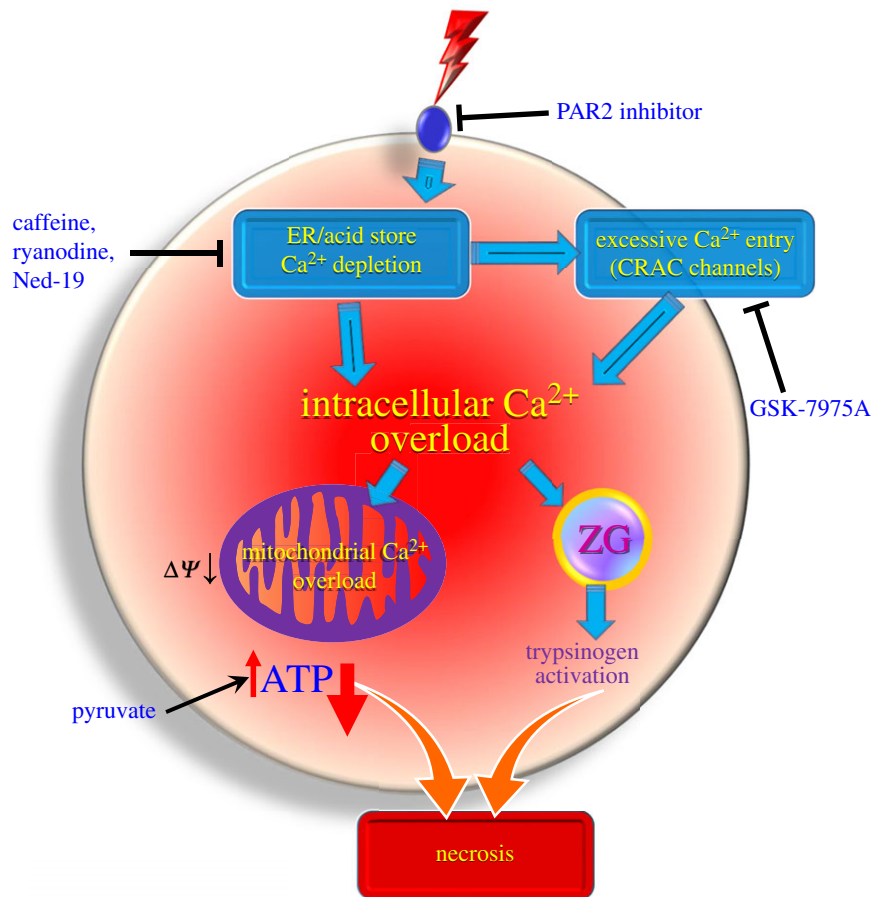 PAR2 inhibitor
caffeine,
ryanodine,
Ned-19
ER/acid store
Ca²⁺ depletion
excessive Ca²⁺ entry
(CRAC channels)
GSK-7975A
intracellular Ca²⁺
overload
ZG
mitochondrial Ca²⁺
overload
ΔΨ↓
trypsinogen
activation
ATP
pyruvate
necrosis